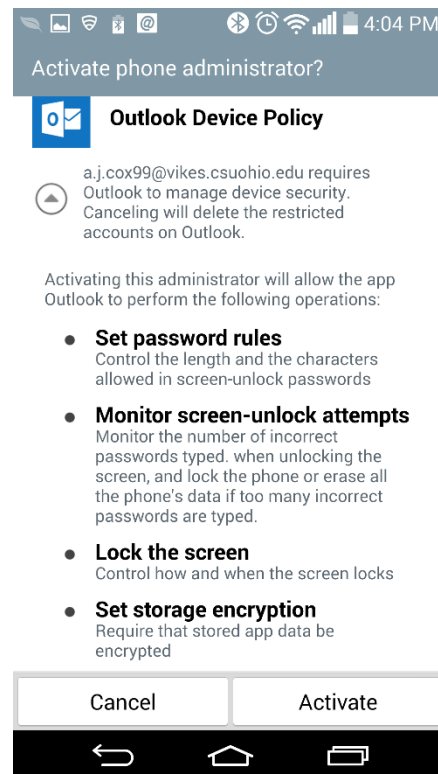 4:04 PM
Activate phone administrator?
Outlook Device Policy
a.j.cox99@vikes.csuohio.edu requires
Outlook to manage device security.
Canceling will delete the restricted
accounts on Outlook.
Activating this administrator will allow the app
Outlook to perform the following operations:
Set password rules
Control the length and the characters
allowed in screen-unlock passwords
Monitor screen-unlock attempts
Monitor the number of incorrect
passwords typed. when unlocking the
screen, and lock the phone or erase all
the phone's data if too many incorrect
passwords are typed.
Lock the screen
Control how and when the screen locks
Set storage encryption
Require that stored app data be
encrypted
Cancel
Activate